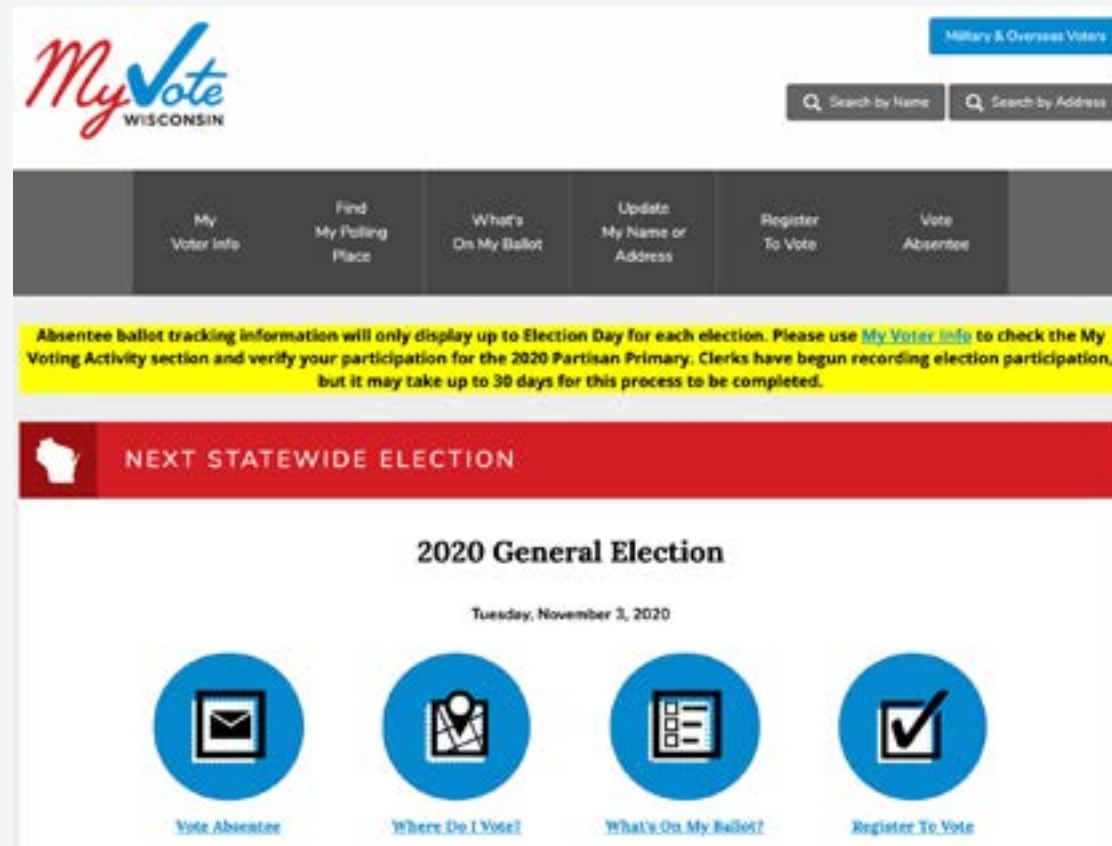 MyVote
WISCONSIN
Military & Overseas Voters
Search by Name
Search by Address
My
Voter Info
Find
My Polling
Place
What's
On My Ballot
Update
My Name or
Address
Register
To Vote
Vote
Absentee
Absentee ballot tracking information will only display up to Election Day for each election. Please use My Voter Info to check the My
Voting Activity section and verify your participation for the 2020 Partisan Primary. Clerks have begun recording election participation,
but it may take up to 30 days for this process to be completed.
NEXT STATEWIDE ELECTION
2020 General Election
Tuesday, November 3, 2020
Vote Absentee
Where Do I Vote?
What's On My Ballot?
Register To Vote